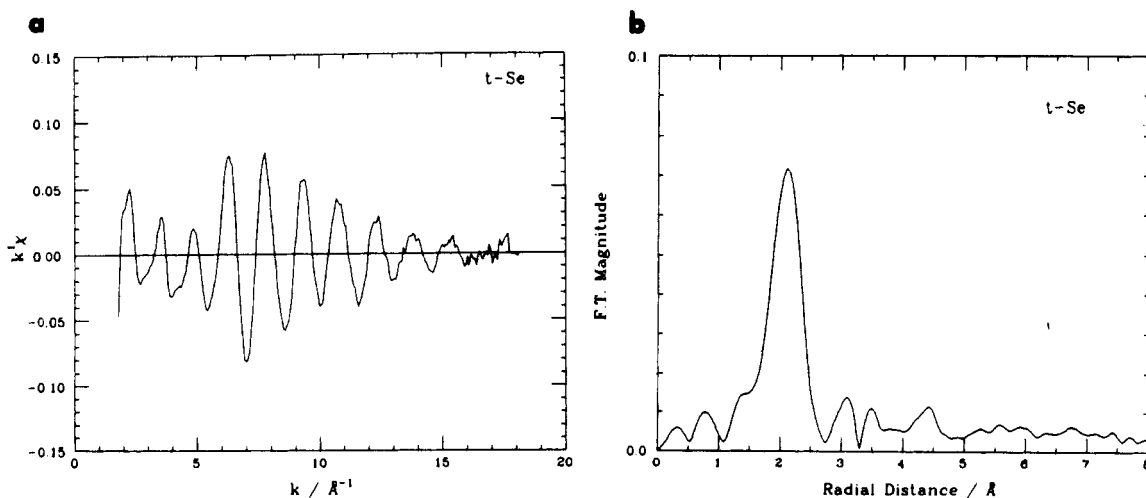 a
0.15
0.10
0.05
0.00
-0.05
-0.10
-0.15
0
5
10
15
20
t-Se
k¹χ
k / Å⁻¹
b
0.1
0.0
0
1
2
3
4
5
6
7
8
t-Se
F.T. Magnitude
Radial Distance / Å